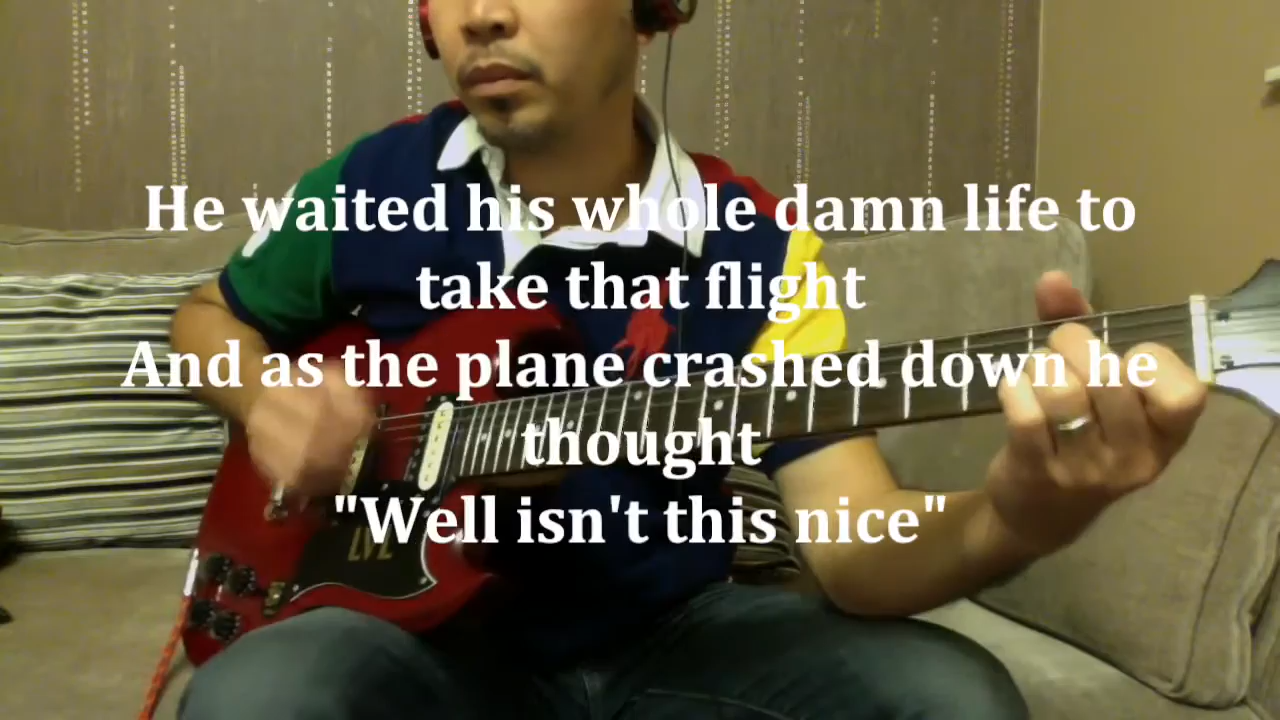 He waited his whole damn life to
take that flight
And as the plane crashed down he
thought
"Well isn't this nice"
LVL